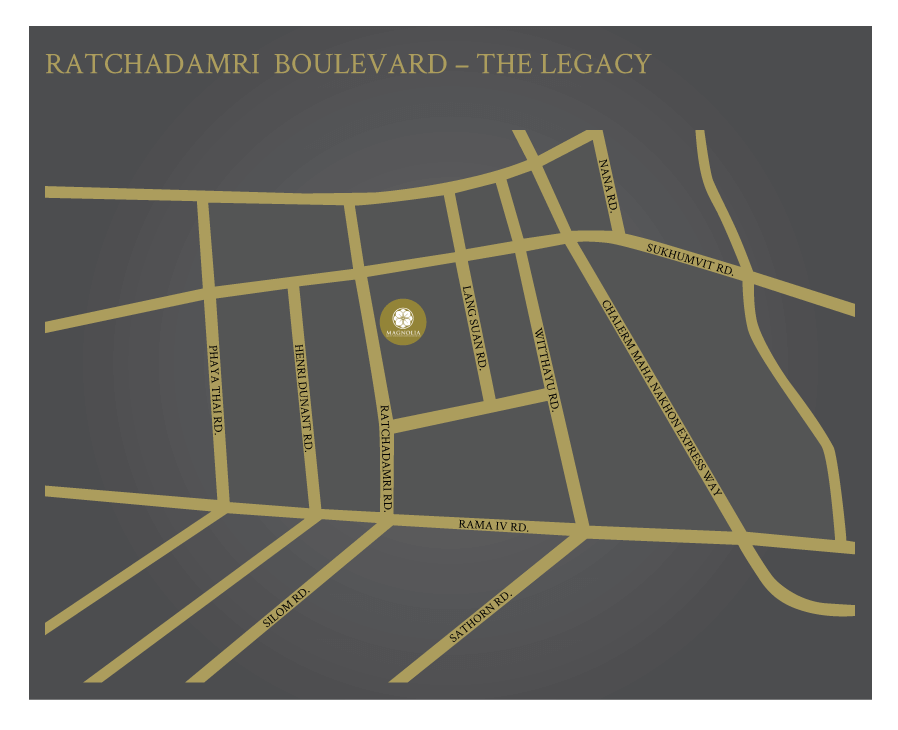 RATCHADAMRI BOULEVARD – THE LEGACY
NANA RD.
SUKHUMVIT RD.
LANG SUAN RD.
CHALERM MAHA NAKHON EXPRESS WAY
MAGNOLIA
WITTHAYU RD.
PHAYA THAI RD.
HENRI DUNANT RD.
RATCHADAMRI RD.
RAMA IV RD.
SILOM RD.
SATHORN RD.